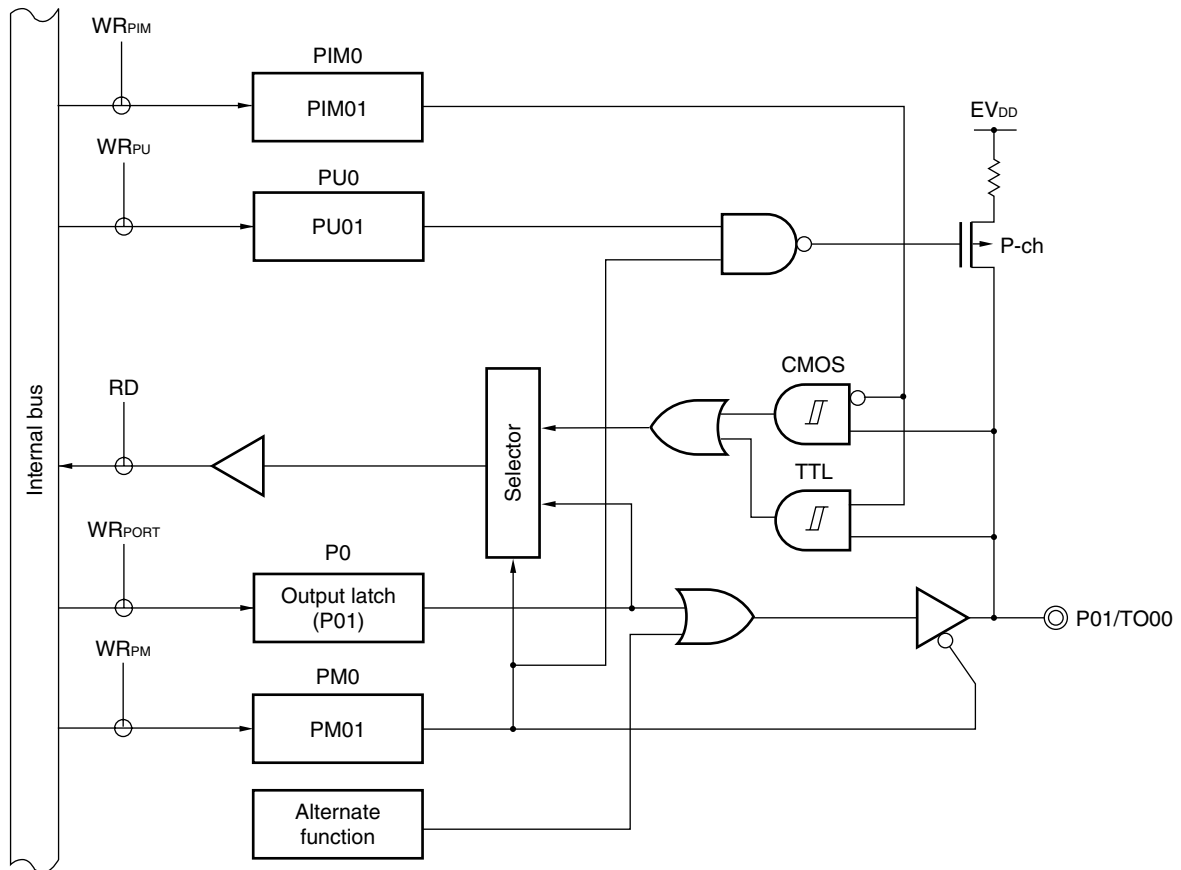 WRPIM
PIM0
PIM01
EVDD
WRPU
PU0
PU01
P-ch
CMOS
RD
Selector
Internal bus
TTL
WRPORT
P0
Output latch
(P01)
P01/TO00
WRPM
PM0
PM01
Alternate
function